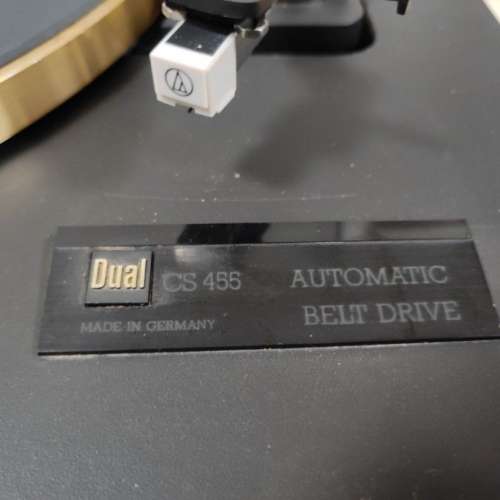 Dual CS 455 AUTOMATIC
MADE IN GERMANY BELT DRIVE